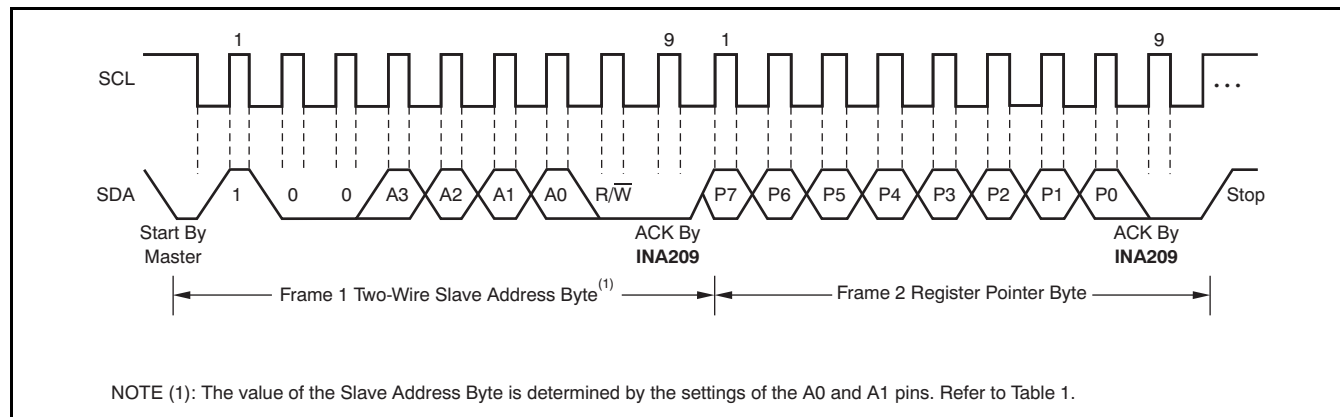 1 9 1 9
SCL ...
SDA 1 0 0 A3 A2 A1 A0 R/W̅ P7 P6 P5 P4 P3 P2 P1 P0 Stop
Start By ACK By ACK By
Master INA209 INA209
Frame 1 Two-Wire Slave Address Byte(1) Frame 2 Register Pointer Byte
NOTE (1): The value of the Slave Address Byte is determined by the settings of the A0 and A1 pins. Refer to Table 1.